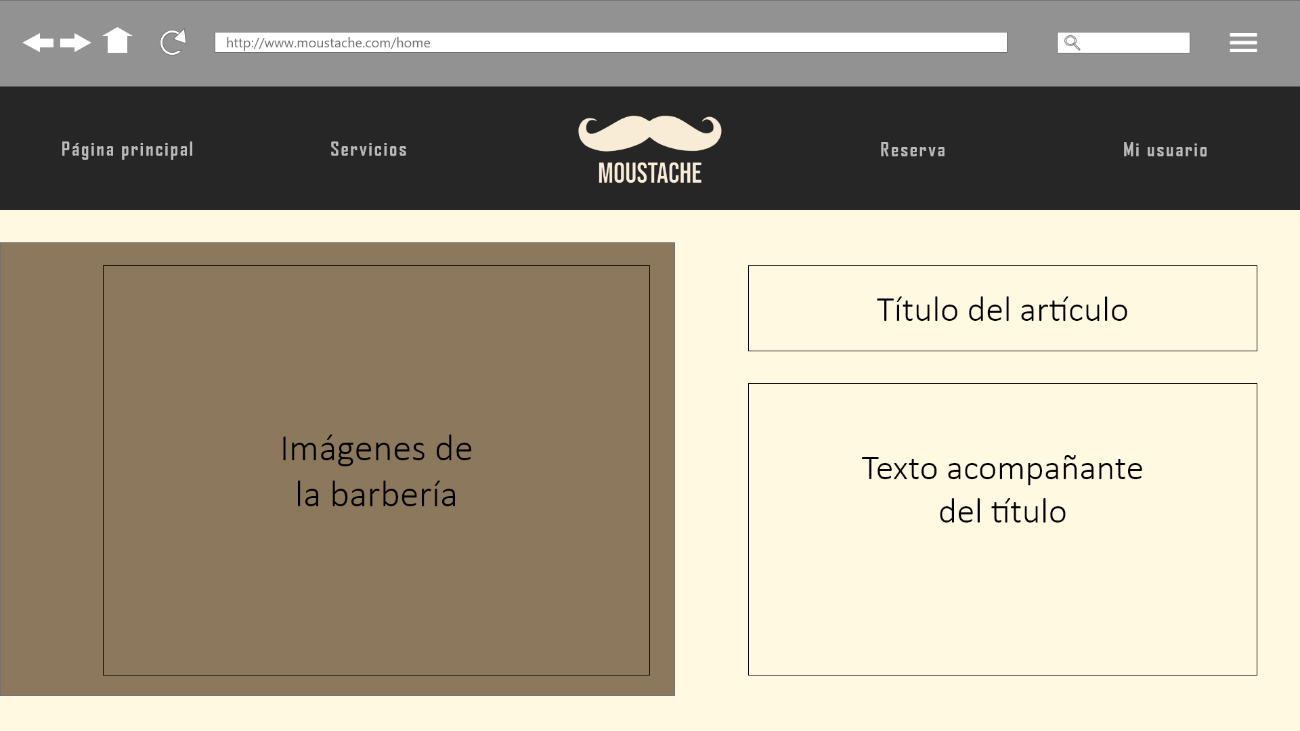 http://www.moustache.com/home
Página principal
Servicios
MOUSTACHE
Reserva
Mi usuario
Imágenes de
la barbería
Título del artículo
Texto acompañante
del título